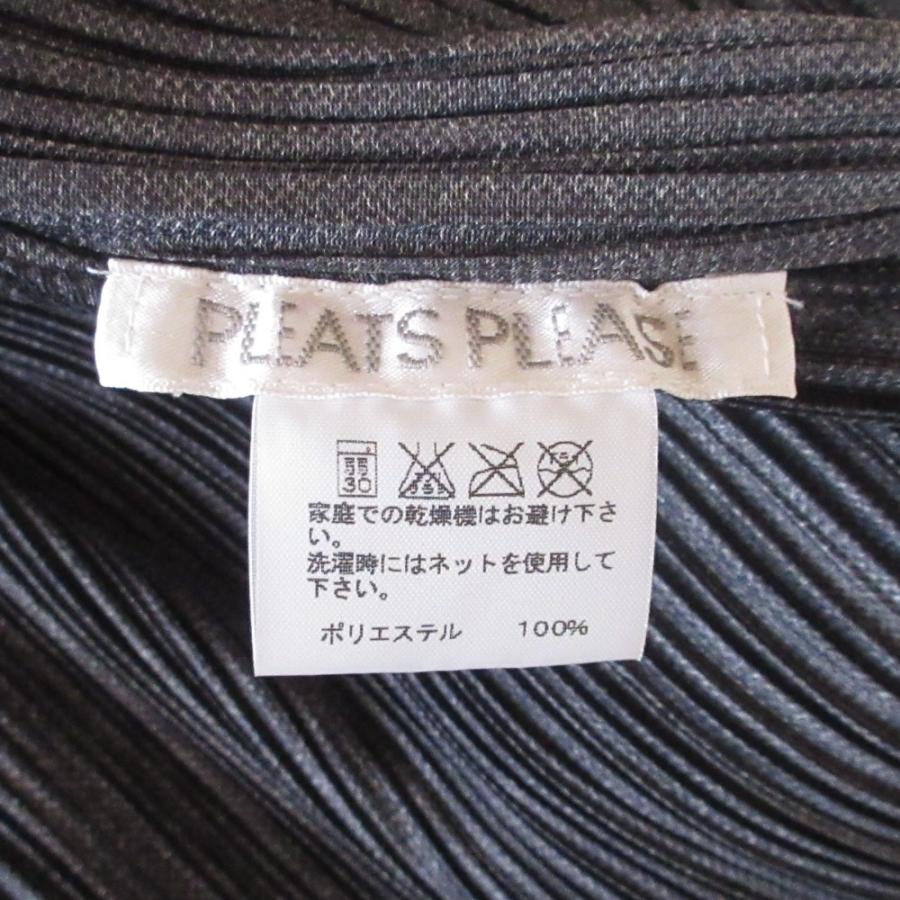 PLEATS PLEASE
弱
30
家庭での乾燥機はお避け下さ
い。
洗濯時にはネットを使用して
下さい。
ポリエステル 100%